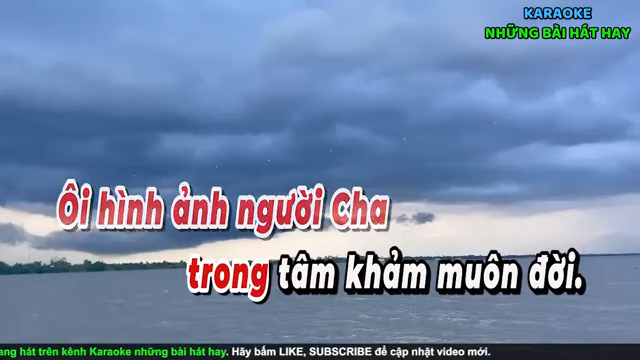 KARAOKE
NHỮNG BÀI HÁT HAY
Ôi hình ảnh người Cha
trong tâm khảm muôn đời.
ang hát trên kênh Karaoke những bài hát hay. Hãy bấm LIKE, SUBSCRIBE để cập nhật video mới.